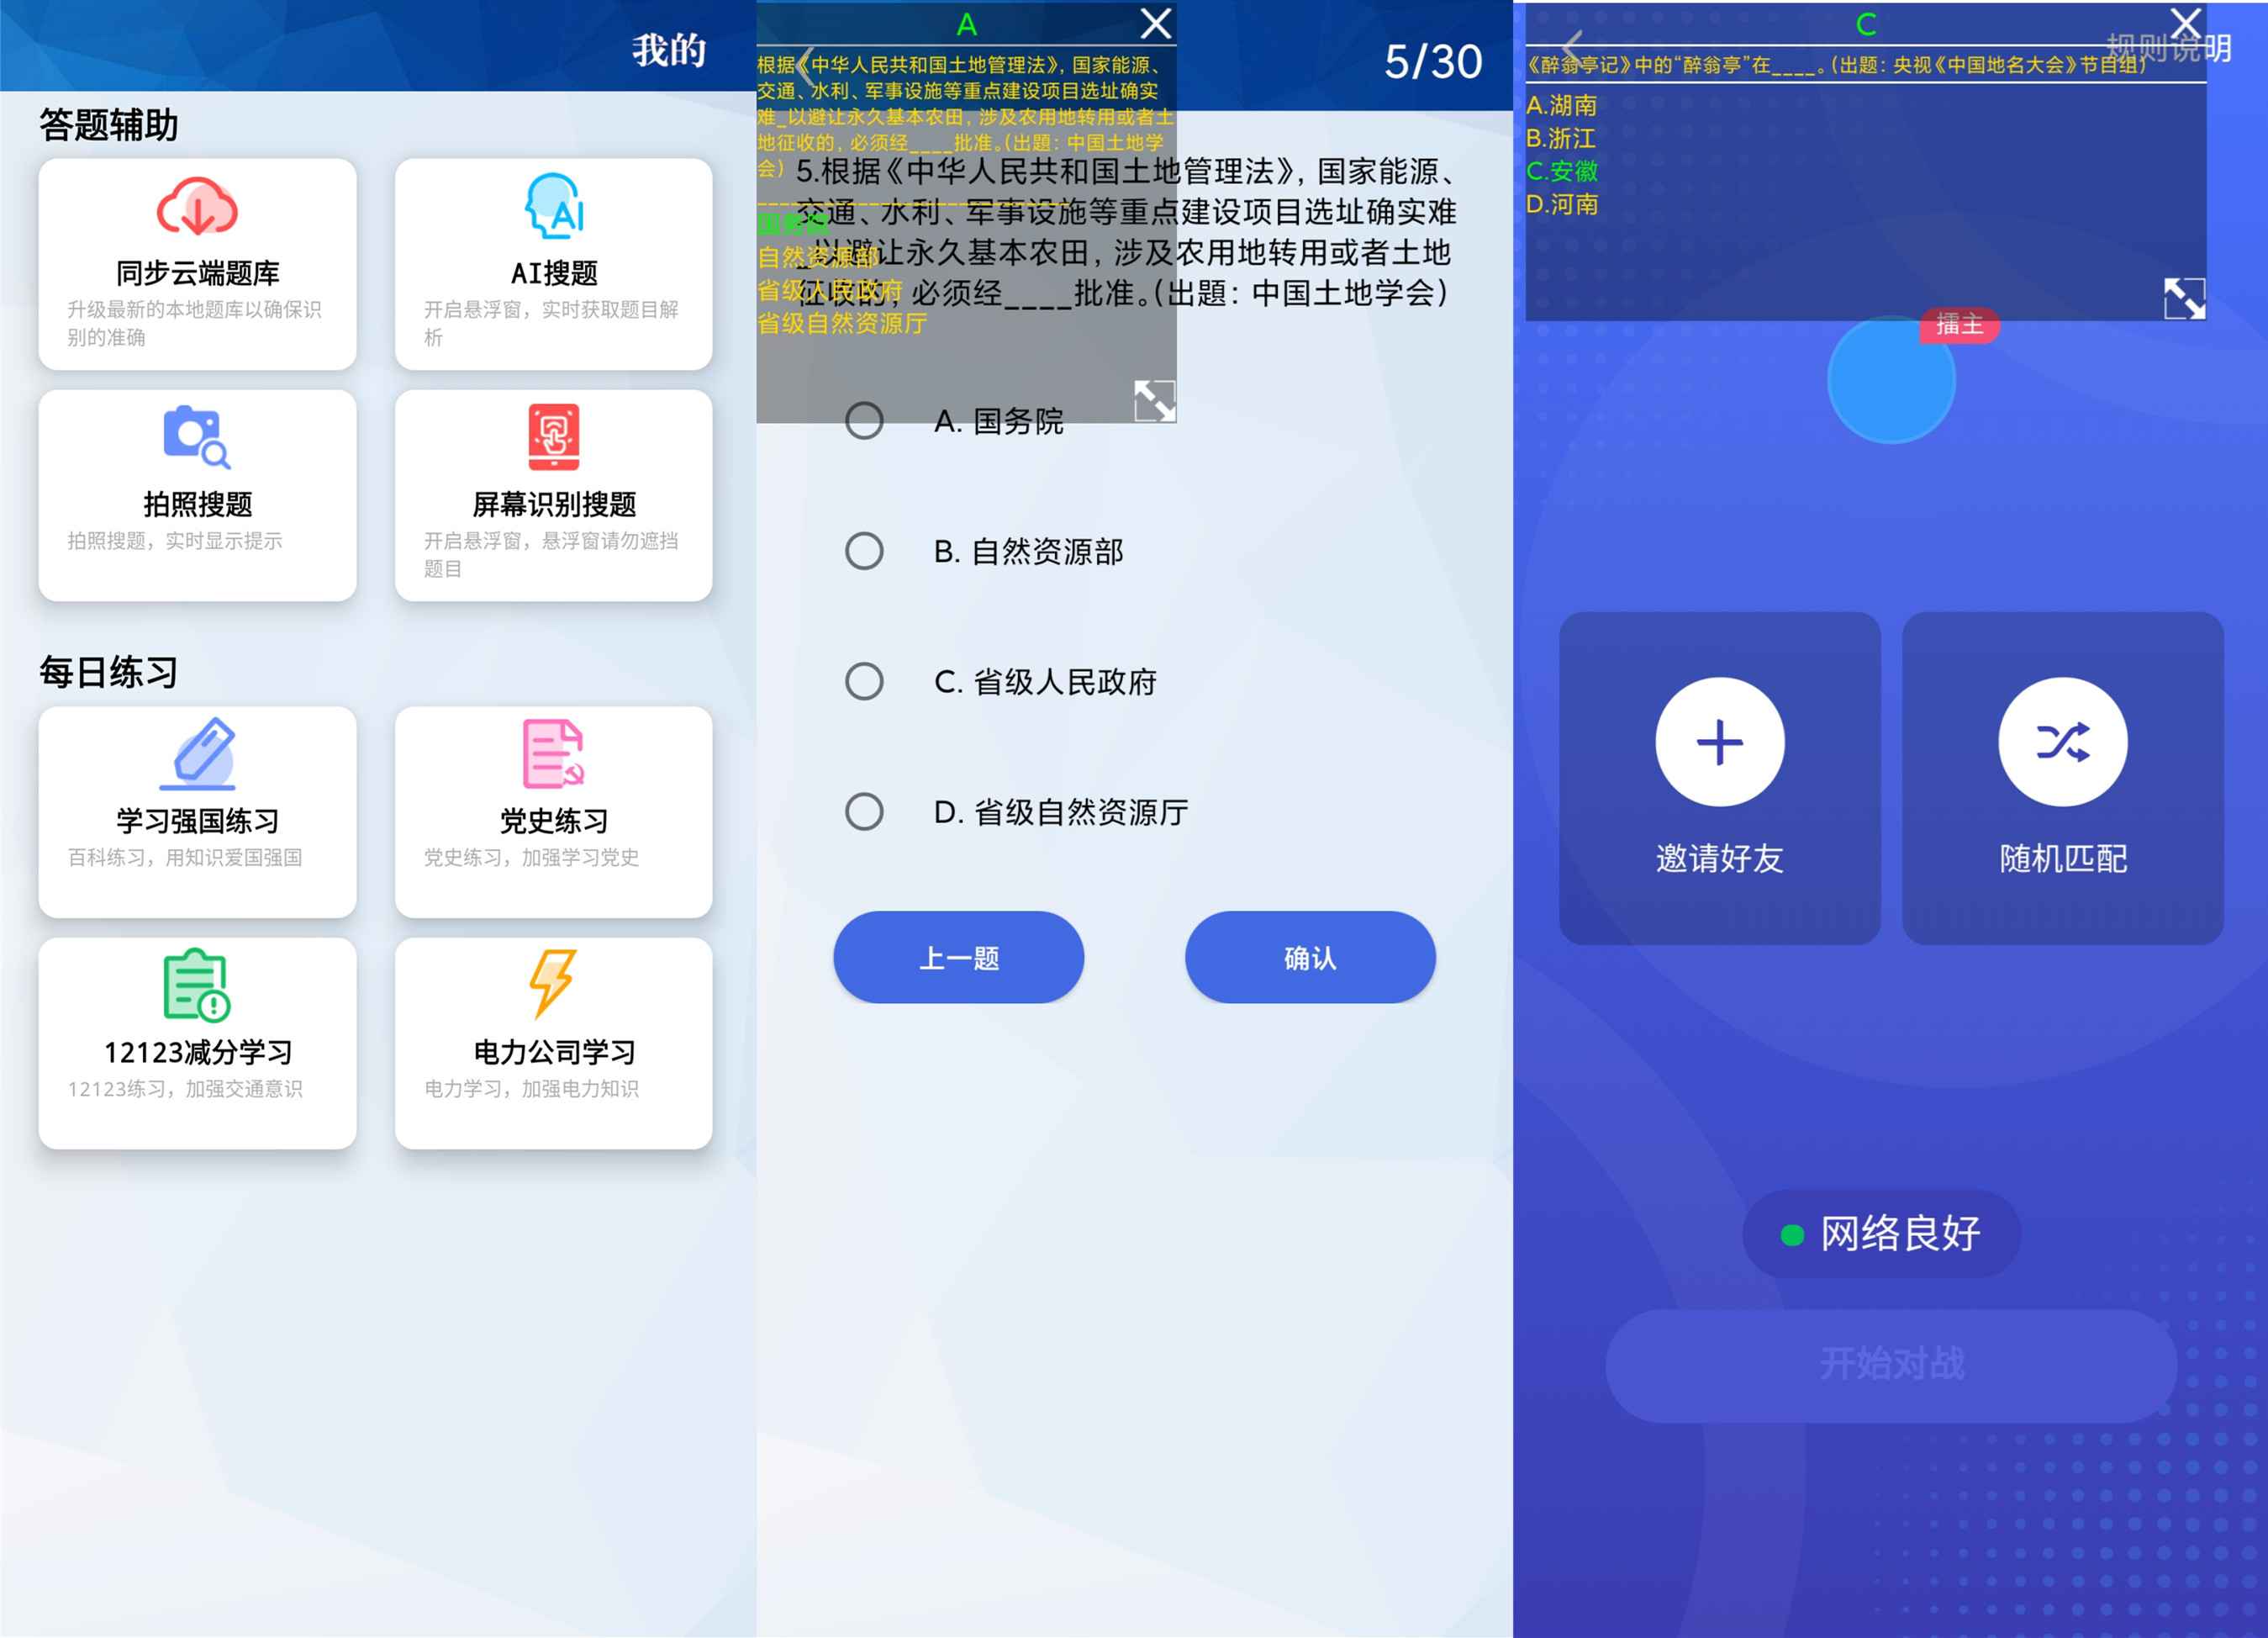 我的
答题辅助
同步云端题库
升级最新的本地题库以确保识
别的准确
AI搜题
开启悬浮窗，实时获取题目解
析
拍照搜题
拍照搜题，实时显示提示
屏幕识别搜题
开启悬浮窗，悬浮窗请勿遮挡
题目
每日练习
学习强国练习
百科练习，用知识爱国强国
党史练习
党史练习，加强学习党史
12123减分学习
12123练习，加强交通意识
电力公司学习
电力学习，加强电力知识
A
5/30
根据《中华人民共和国土地管理法》，国家能源、
交通、水利、军事设施等重点建设项目选址确实
难_以避让永久基本农田，涉及农用地转用或者土
地征收的，必须经____批准。（出題：中国土地学
会）
国务院
自然资源部
省级人民政府
省级自然资源厅
5.根据《中华人民共和国土地管理法》，国家能源、
交通、水利、军事设施等重点建设项目选址确实难
_以避让永久基本农田，涉及农用地转用或者土地
征收的，必须经____批准。（出題：中国土地学会）
A. 国务院
B. 自然资源部
C. 省级人民政府
D. 省级自然资源厅
上一题
确认
C
规则说明
《醉翁亭记》中的“醉翁亭”在____。（出题：央视《中国地名大会》节目组）
A.湖南
B.浙江
C.安徽
D.河南
擂主
邀请好友
随机匹配
网络良好
开始对战